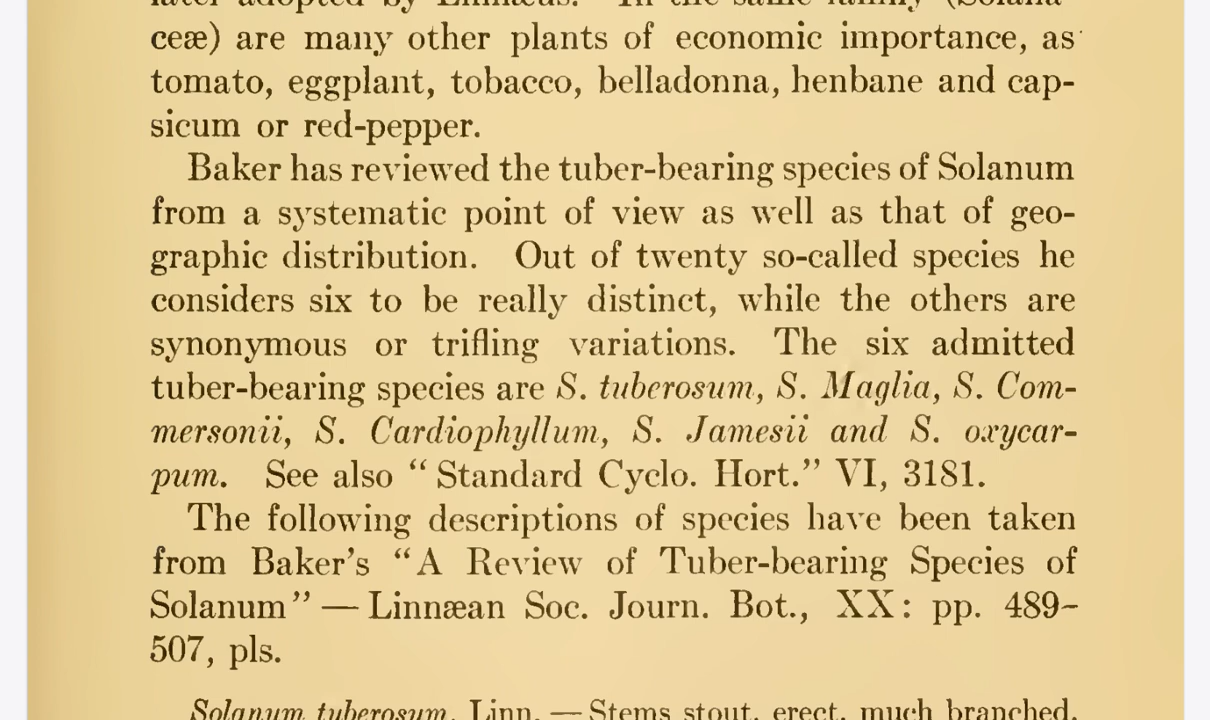 later adopted by Linnæus. In the same family (Solana-
ceæ) are many other plants of economic importance, as
tomato, eggplant, tobacco, belladonna, henbane and cap-
sicum or red-pepper.
Baker has reviewed the tuber-bearing species of Solanum
from a systematic point of view as well as that of geo-
graphic distribution. Out of twenty so-called species he
considers six to be really distinct, while the others are
synonymous or trifling variations. The six admitted
tuber-bearing species are S. tuberosum, S. Maglia, S. Com-
mersonii, S. Cardiophyllum, S. Jamesii and S. oxycar-
pum. See also “Standard Cyclo. Hort.” VI, 3181.
The following descriptions of species have been taken
from Baker’s “A Review of Tuber-bearing Species of
Solanum” — Linnæan Soc. Journ. Bot., XX: pp. 489–
507, pls.
Solanum tuberosum, Linn. — Stems stout, erect, much branched,